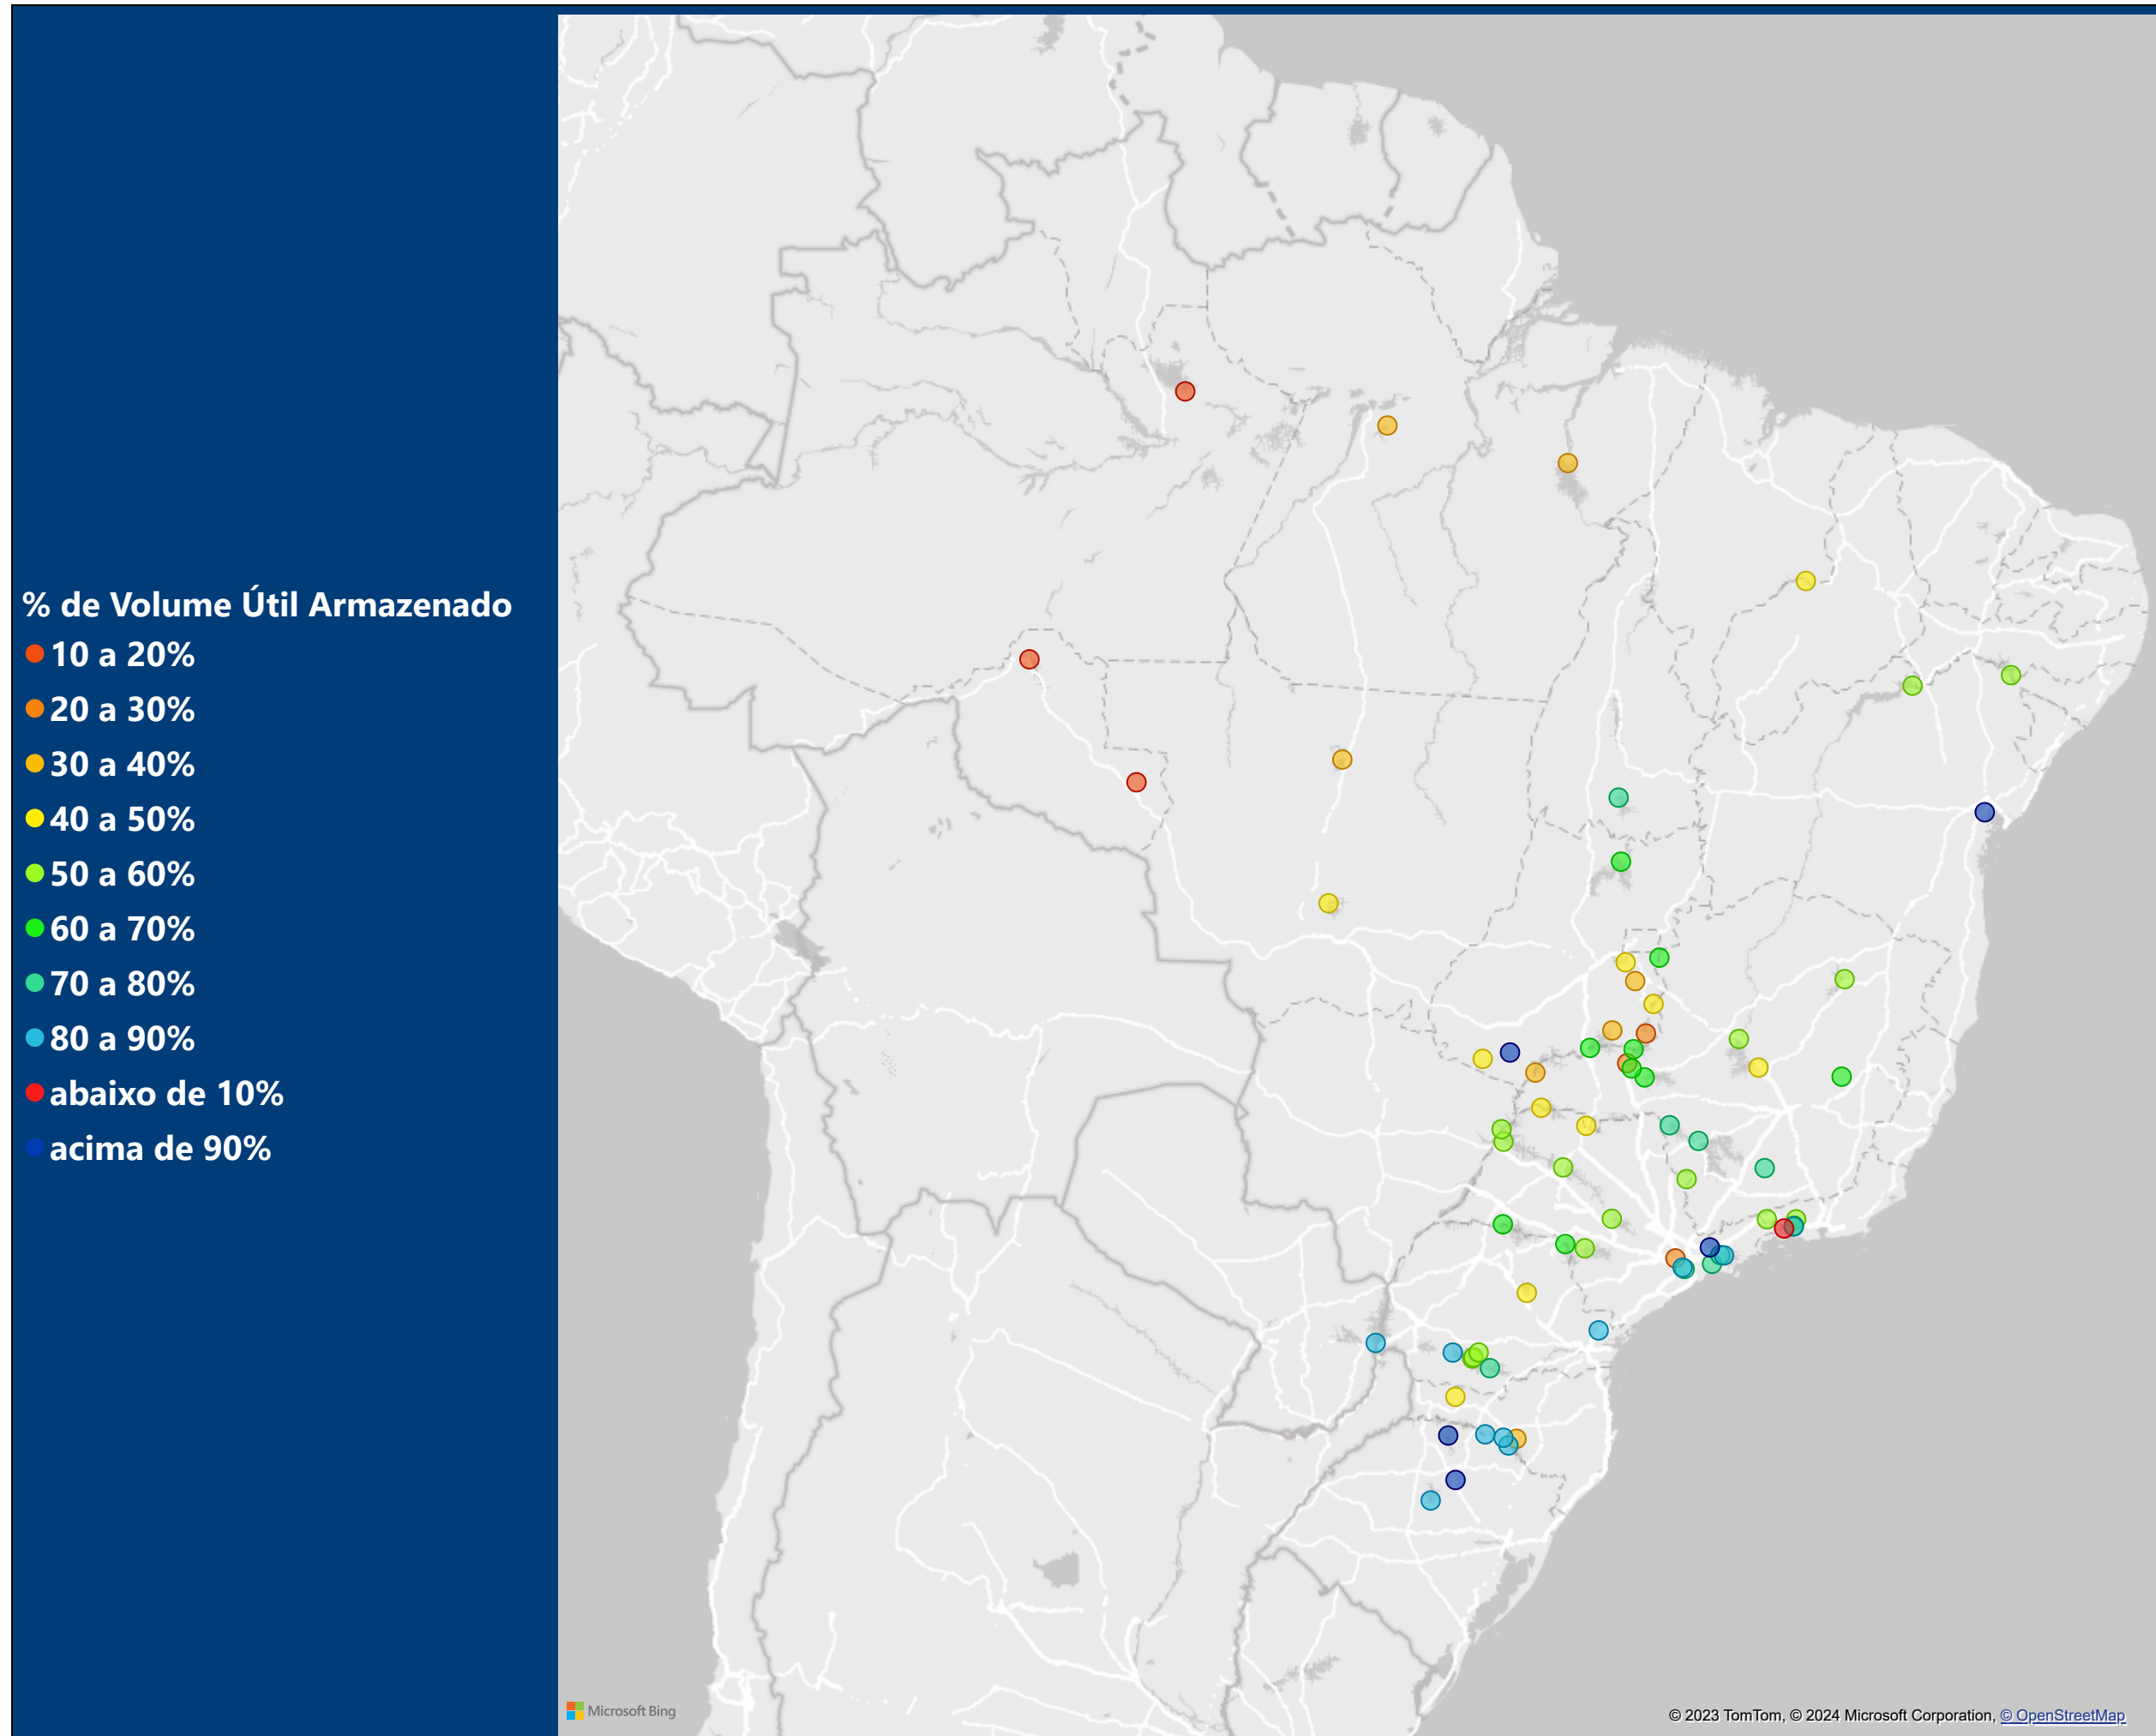 % de Volume Útil Armazenado
10 a 20%
20 a 30%
30 a 40%
40 a 50%
50 a 60%
60 a 70%
70 a 80%
80 a 90%
abaixo de 10%
acima de 90%
Microsoft Bing
© 2023 TomTom, © 2024 Microsoft Corporation, © OpenStreetMap